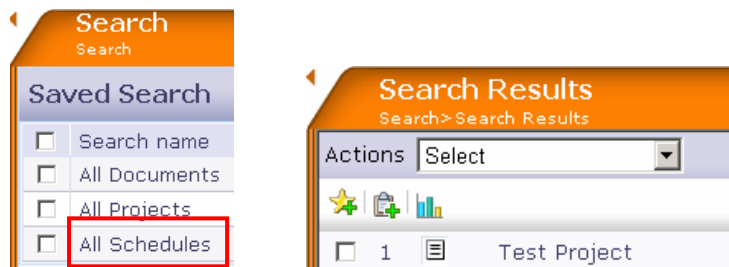 Search
Search
Saved Search
Search name
All Documents
All Projects
All Schedules
Search Results
Search>Search Results
Actions Select
1 Test Project